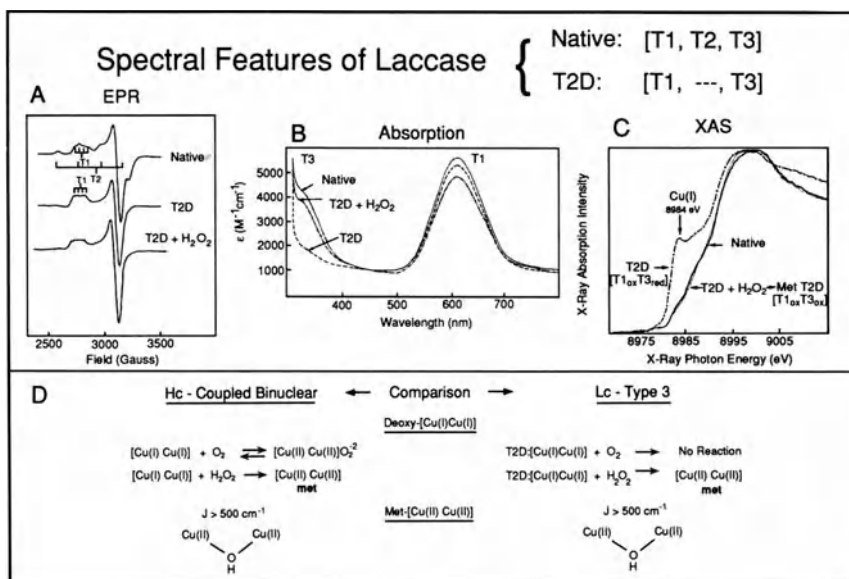 Spectral Features of Laccase { Native: [T1, T2, T3]
T2D: [T1, ---, T3]
A EPR
T1
T2
Native
T1
T2D
T2D + H2O2
2500 3000 3500
Field (Gauss)
B Absorption
ε (M-1cm-1)
5000
4000
3000
2000
1000
T3
Native
T2D + H2O2
T2D
T1
400 500 600 700
Wavelength (nm)
C XAS
X-Ray Absorption Intensity
Cu(I)
8984 eV
Native
T2D
[T1oxT3red]
T2D + H2O2 → Met T2D
[T1oxT3ox]
8975 8985 8995 9005
X-Ray Photon Energy (eV)
D Hc - Coupled Binuclear ← Comparison → Lc - Type 3
Deoxy-[Cu(I)Cu(I)]
[Cu(I) Cu(I)] + O2 ⇌ [Cu(II) Cu(II)]O2-2
[Cu(I) Cu(I)] + H2O2 → [Cu(II) Cu(II)]
met
T2D:[Cu(I)Cu(I)] + O2 → No Reaction
T2D:[Cu(I)Cu(I)] + H2O2 → [Cu(II) Cu(II)]
met
Met-[Cu(II) Cu(II)]
J > 500 cm-1
Cu(II) Cu(II)
O
H
J > 500 cm-1
Cu(II) Cu(II)
O
H